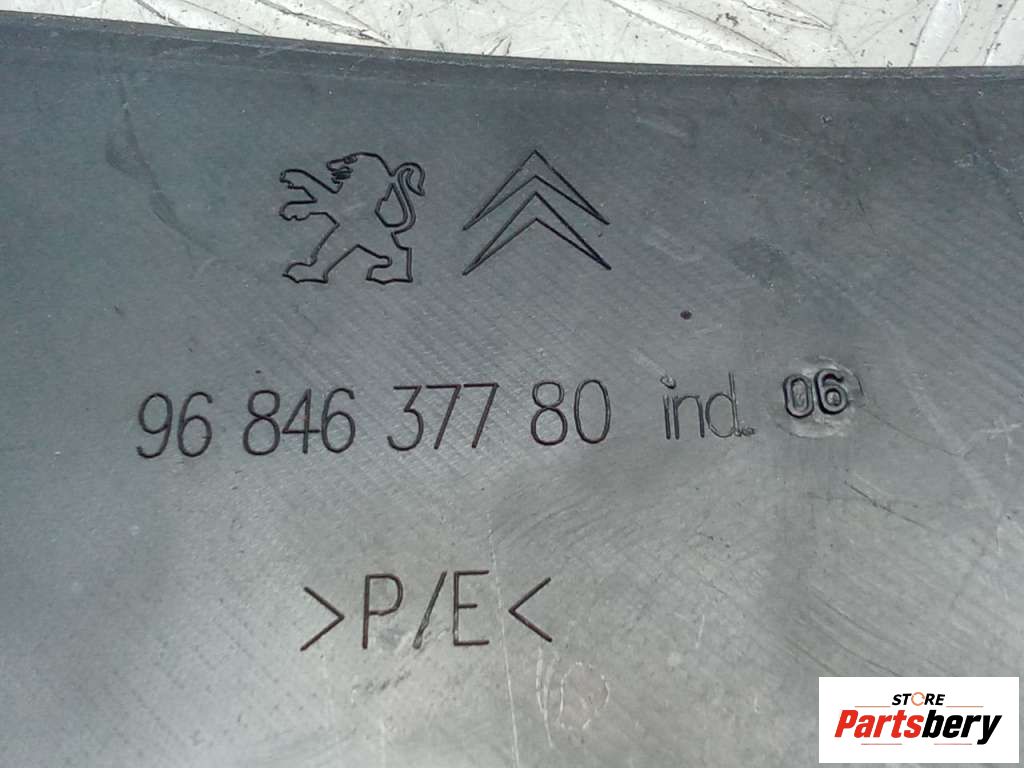 96 846 377 80 ind. 06
>P/E<
STORE
Partsbery